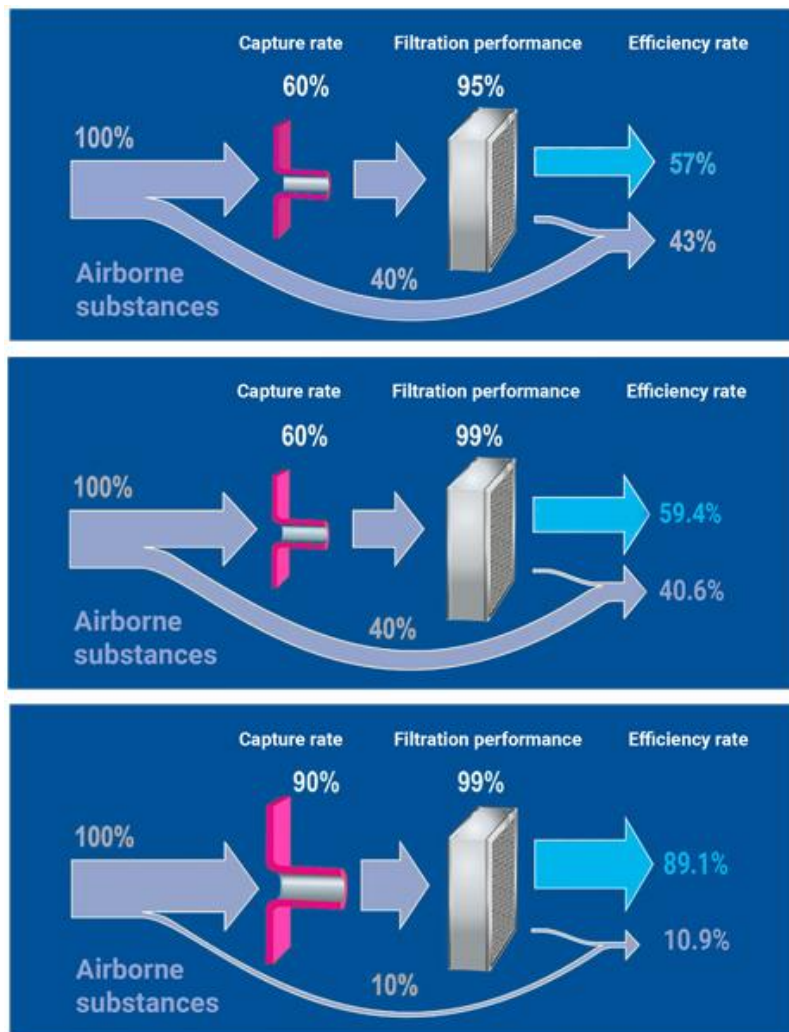 Capture rate Filtration performance Efficiency rate
60% 95%
100%
57%
43%
40%
Airborne
substances
Capture rate Filtration performance Efficiency rate
60% 99%
100%
59.4%
40.6%
40%
Airborne
substances
Capture rate Filtration performance Efficiency rate
90% 99%
100%
89.1%
10.9%
10%
Airborne
substances